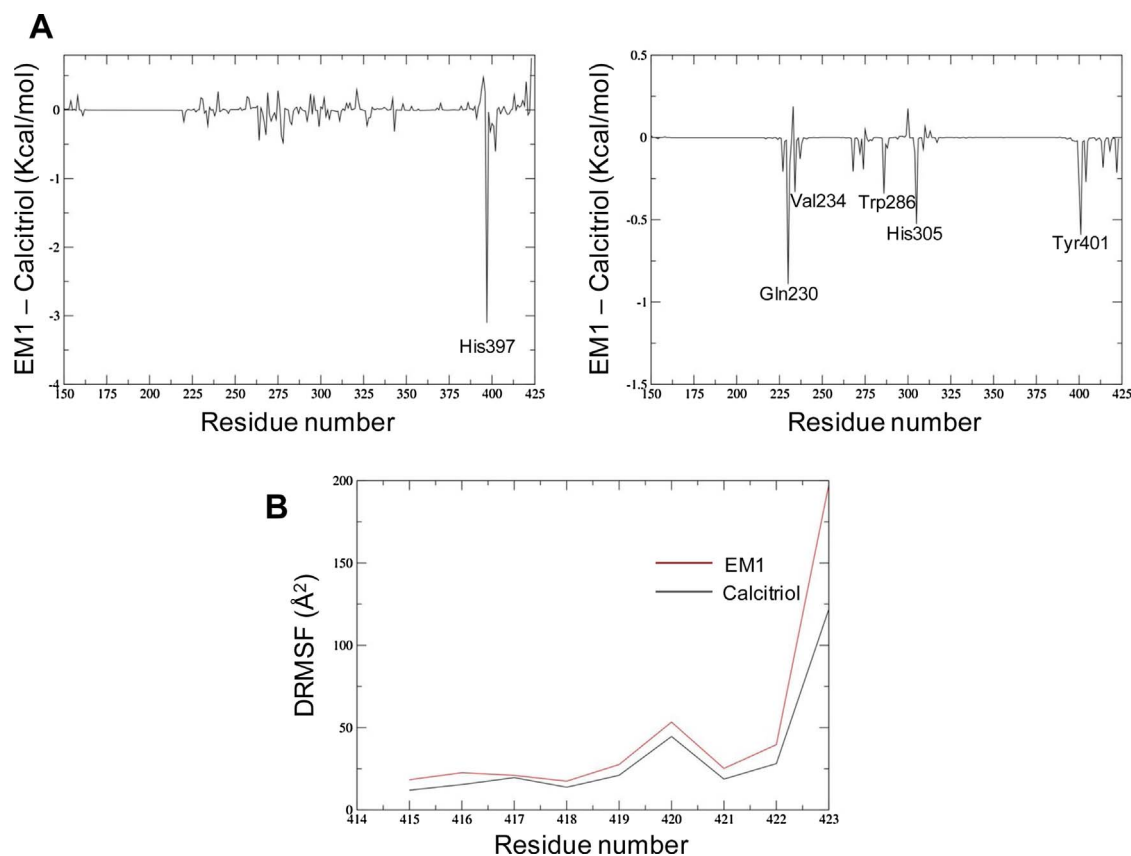 A
EM1 – Calcitriol (Kcal/mol)
0
-1
-2
-3
-4
His397
150 175 200 225 250 275 300 325 350 375 400 425
Residue number
EM1 – Calcitriol (Kcal/mol)
0.5
0
-0.5
-1
-1.5
Val234
Trp286
His305
Tyr401
Gln230
150 175 200 225 250 275 300 325 350 375 400 425
Residue number
B
DRMSF (Å²)
200
150
100
50
0
EM1
Calcitriol
414 415 416 417 418 419 420 421 422 423
Residue number